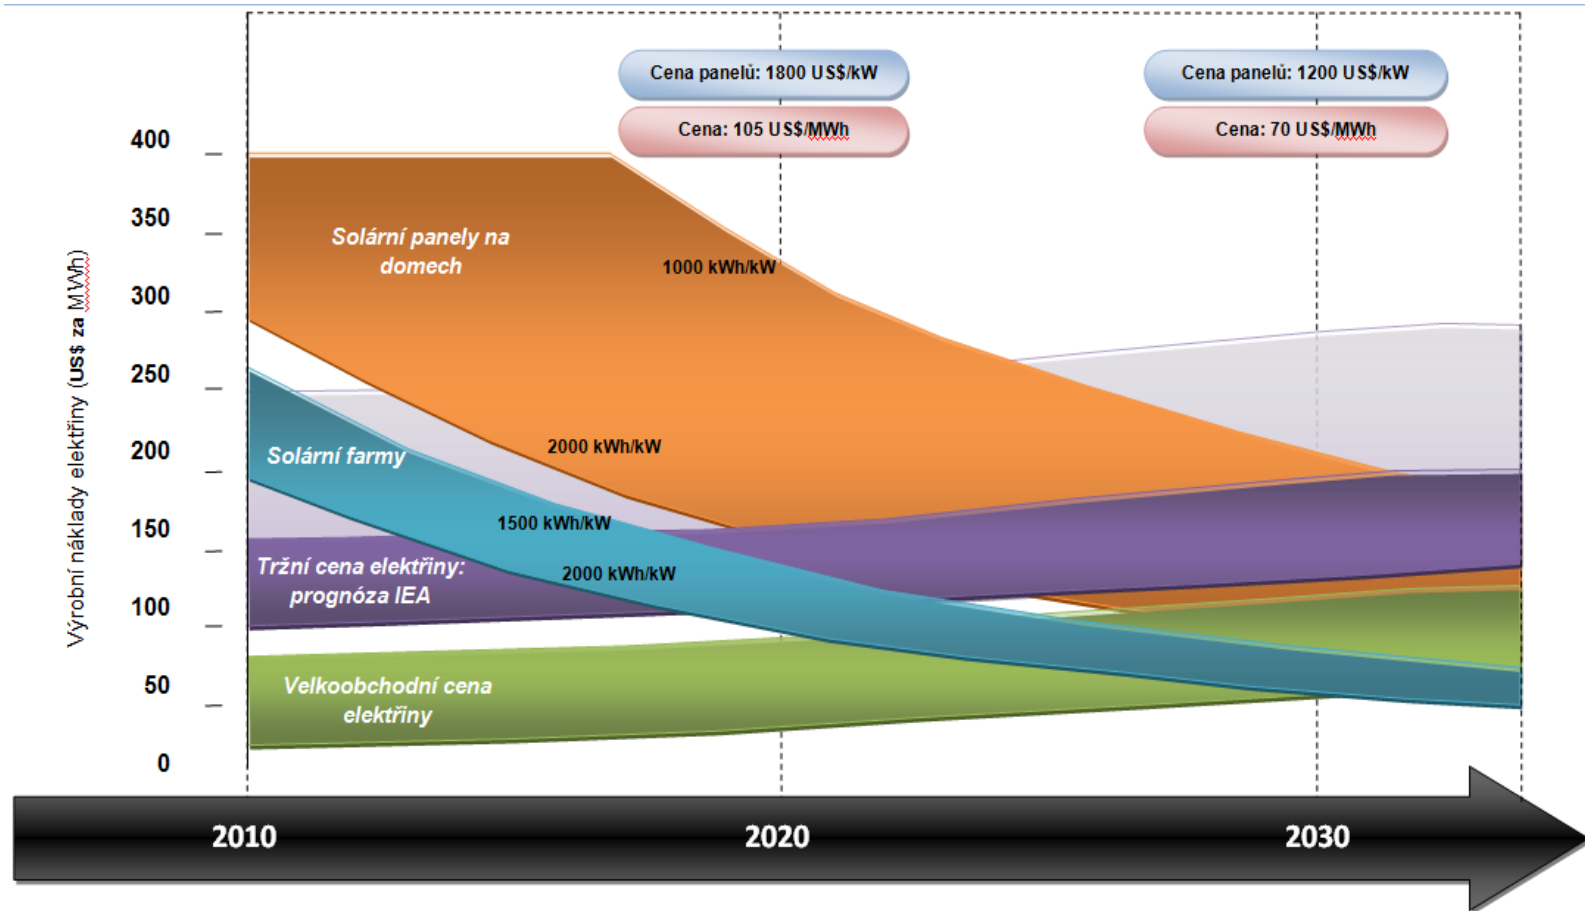 Cena panelů: 1800 US$/kW
Cena panelů: 1200 US$/kW
Cena: 105 US$/MWh
Cena: 70 US$/MWh
Výrobní náklady elektřiny (US$ za MWh)
400
350
300
250
200
150
100
50
0
Solární panely na
domech
1000 kWh/kW
2000 kWh/kW
Solární farmy
1500 kWh/kW
2000 kWh/kW
Tržní cena elektřiny:
prognóza IEA
Velkoobchodní cena
elektřiny
2010
2020
2030